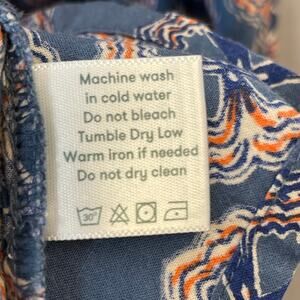 Machine wash
in cold water
Do not bleach
Tumble Dry Low
Warm iron if needed
Do not dry clean
30°